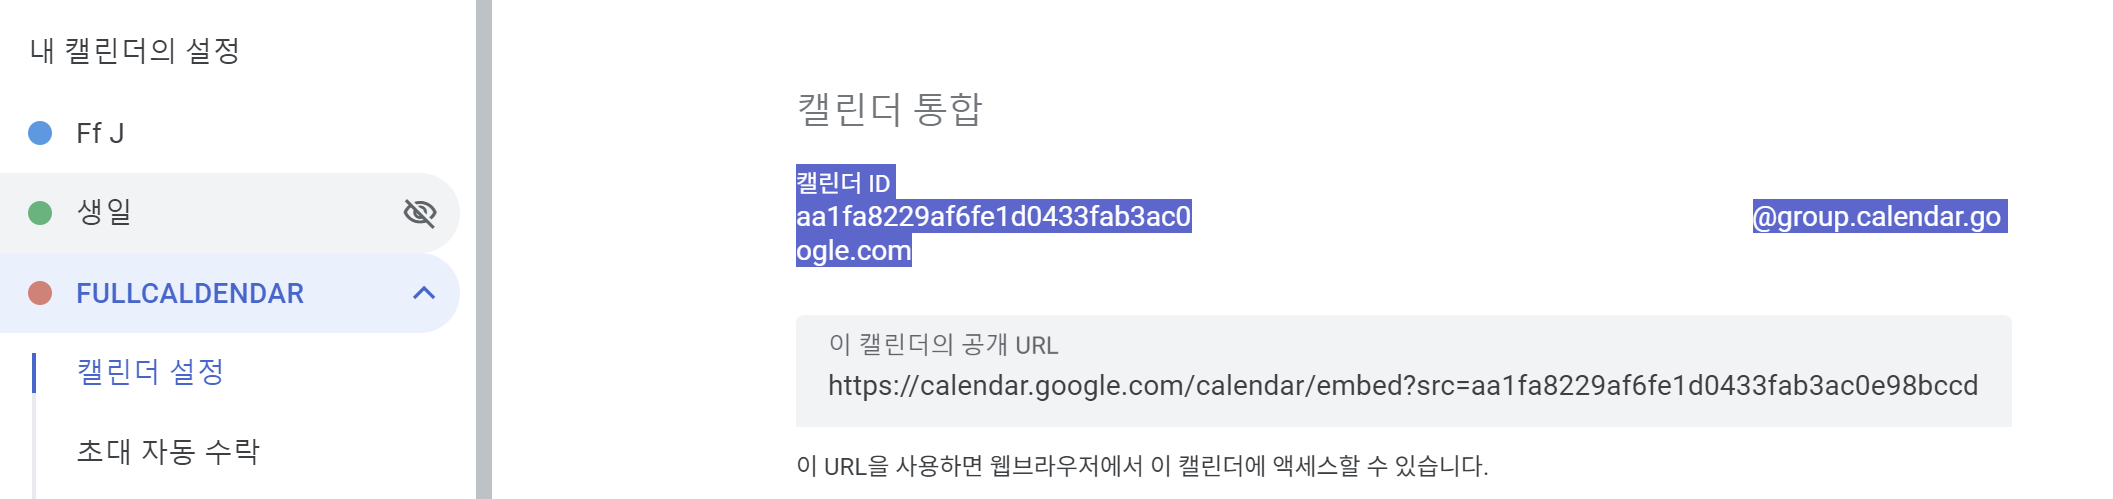 내 캘린더의 설정
Ff J
생일
FULLCALDENDAR
캘린더 설정
초대 자동 수락
캘린더 통합
캘린더 ID
aa1fa8229af6fe1d0433fab3ac0 @group.calendar.go
ogle.com
이 캘린더의 공개 URL
https://calendar.google.com/calendar/embed?src=aa1fa8229af6fe1d0433fab3ac0e98bccd
이 URL을 사용하면 웹브라우저에서 이 캘린더에 액세스할 수 있습니다.